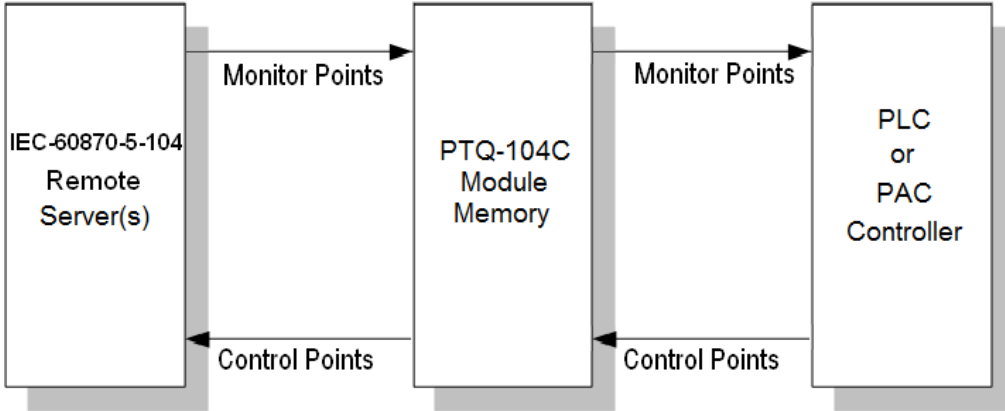 Monitor Points
Monitor Points
IEC-60870-5-104
Remote
Server(s)
PTQ-104C
Module
Memory
PLC
or
PAC
Controller
Control Points
Control Points